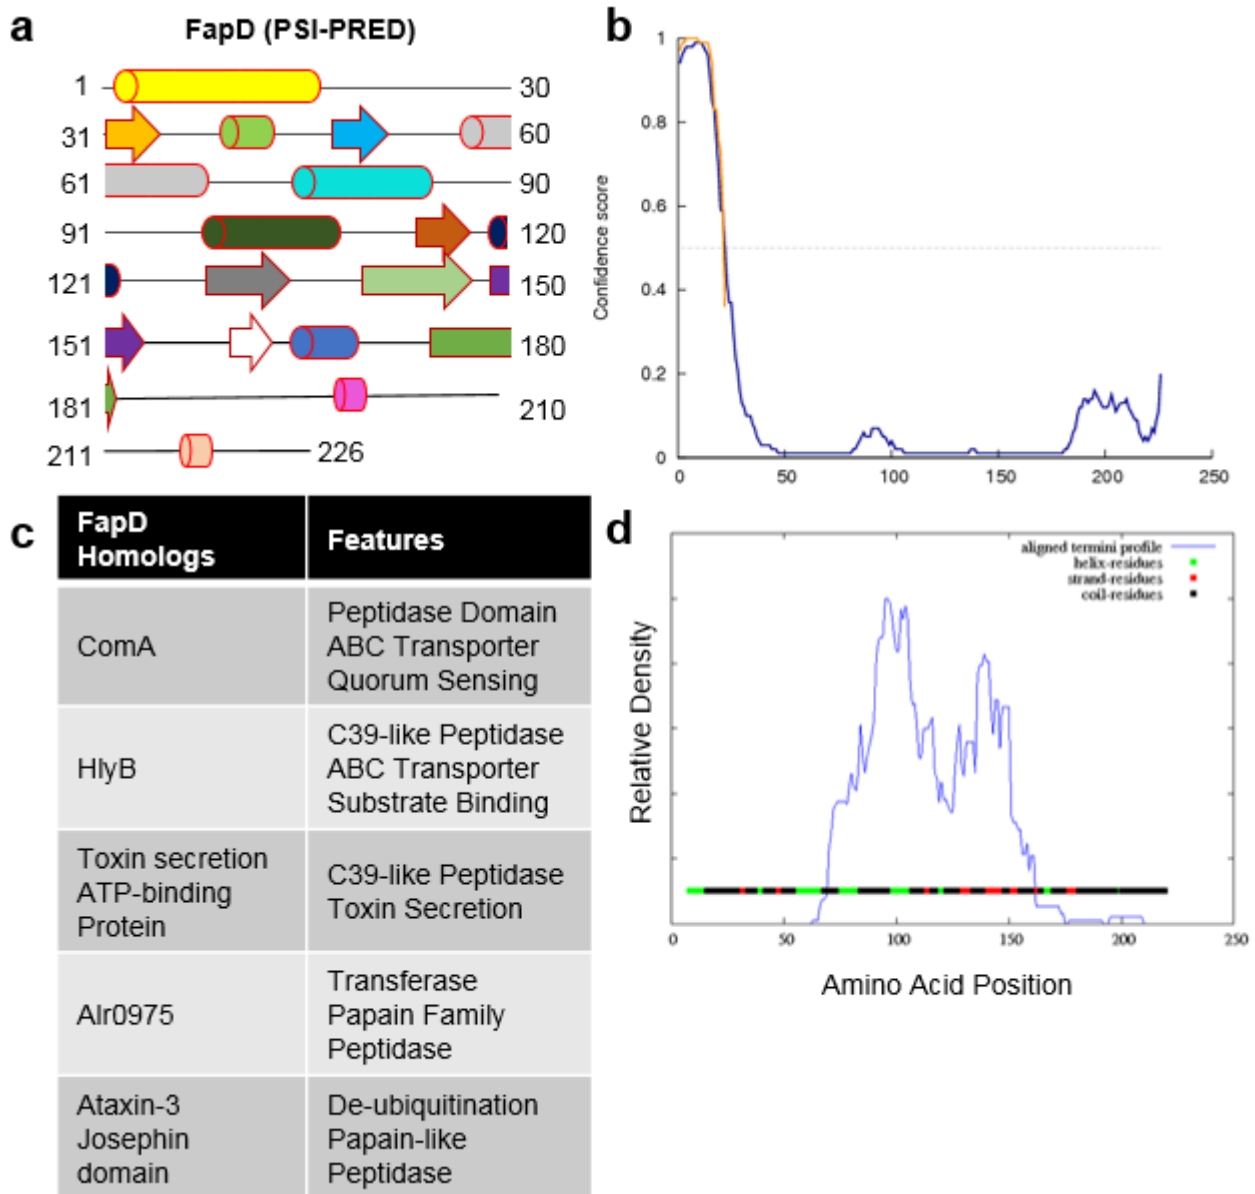 a
FapD (PSI-PRED)
1 30
31 60
61 90
91 120
121 150
151 180
181 210
211 226
b
1
0.8
0.6
0.4
0.2
0
Confidence score
0 50 100 150 200 250
c
FapD Homologs
Features
ComA
Peptidase Domain
ABC Transporter
Quorum Sensing
HlyB
C39-like Peptidase
ABC Transporter
Substrate Binding
Toxin secretion
ATP-binding
Protein
C39-like Peptidase
Toxin Secretion
Alr0975
Transferase
Papain Family
Peptidase
Ataxin-3
Josephin
domain
De-ubiquitination
Papain-like
Peptidase
d
aligned termini profile
helix-residues
strand-residues
coil-residues
Relative Density
0 50 100 150 200 250
Amino Acid Position